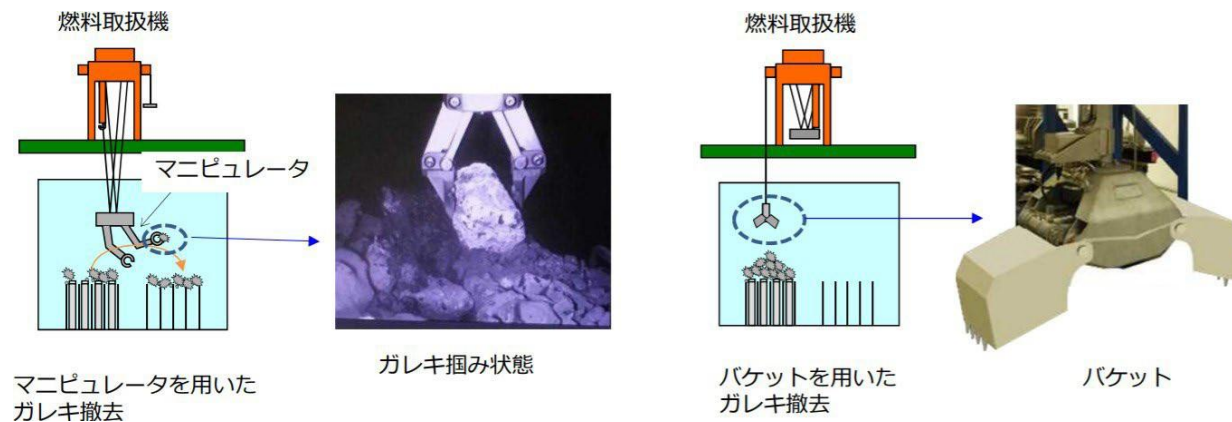 燃料取扱機
マニピュレータ
ガレキ掴み状態
マニピュレータを用いた
ガレキ撤去
燃料取扱機
バケットを用いた
ガレキ撤去
バケット